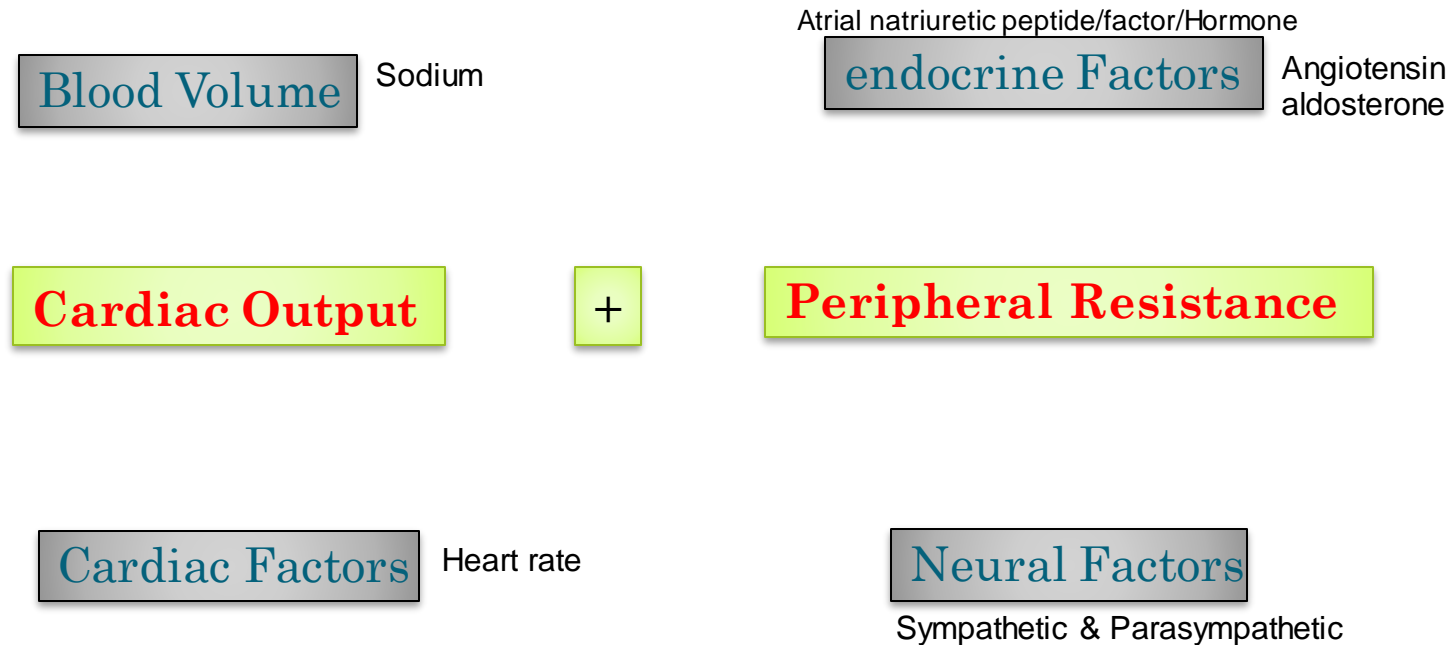 Atrial natriuretic peptide/factor/Hormone
Blood Volume
Sodium
endocrine Factors
Angiotensin
aldosterone
Cardiac Output
+
Peripheral Resistance
Cardiac Factors
Heart rate
Neural Factors
Sympathetic & Parasympathetic